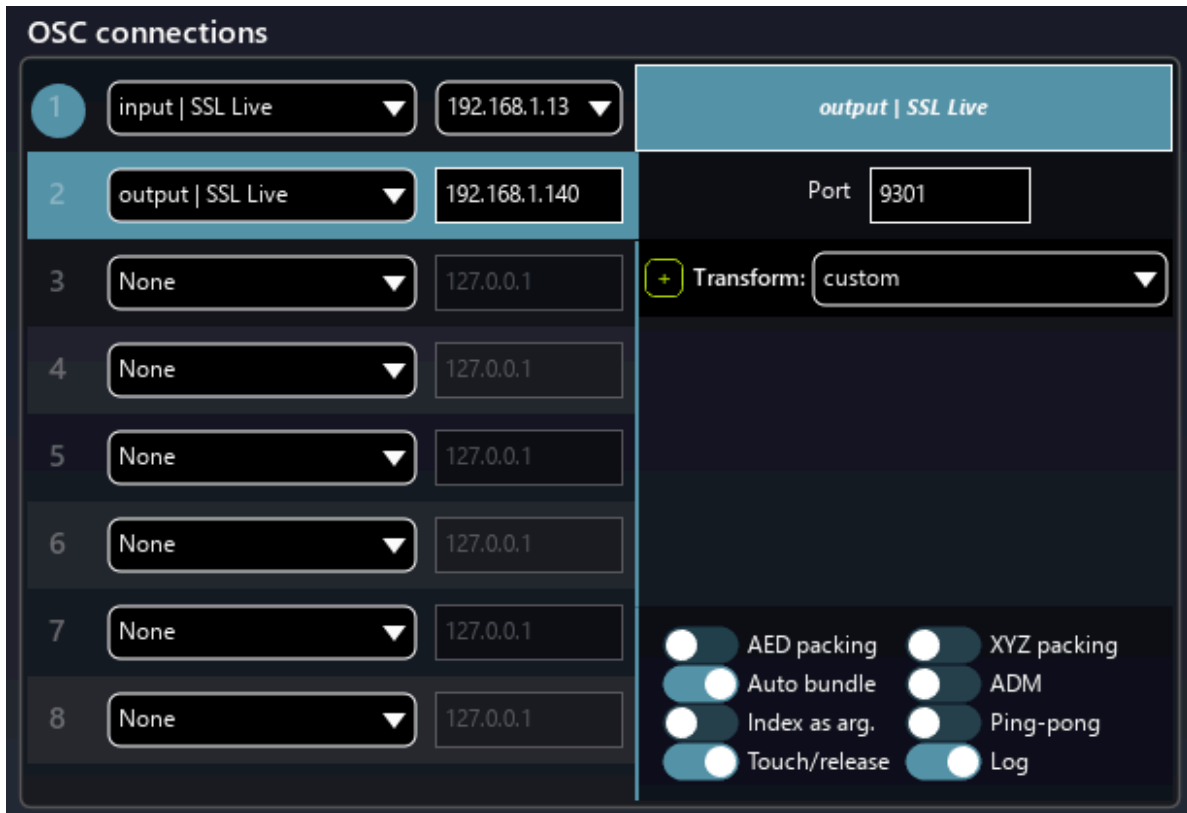 OSC connections
1 input | SSL Live 192.168.1.13
output | SSL Live
2 output | SSL Live 192.168.1.140
Port 9301
3 None 127.0.0.1
+ Transform: custom
4 None 127.0.0.1
5 None 127.0.0.1
6 None 127.0.0.1
7 None 127.0.0.1
8 None 127.0.0.1
AED packing XYZ packing
Auto bundle ADM
Index as arg. Ping-pong
Touch/release Log